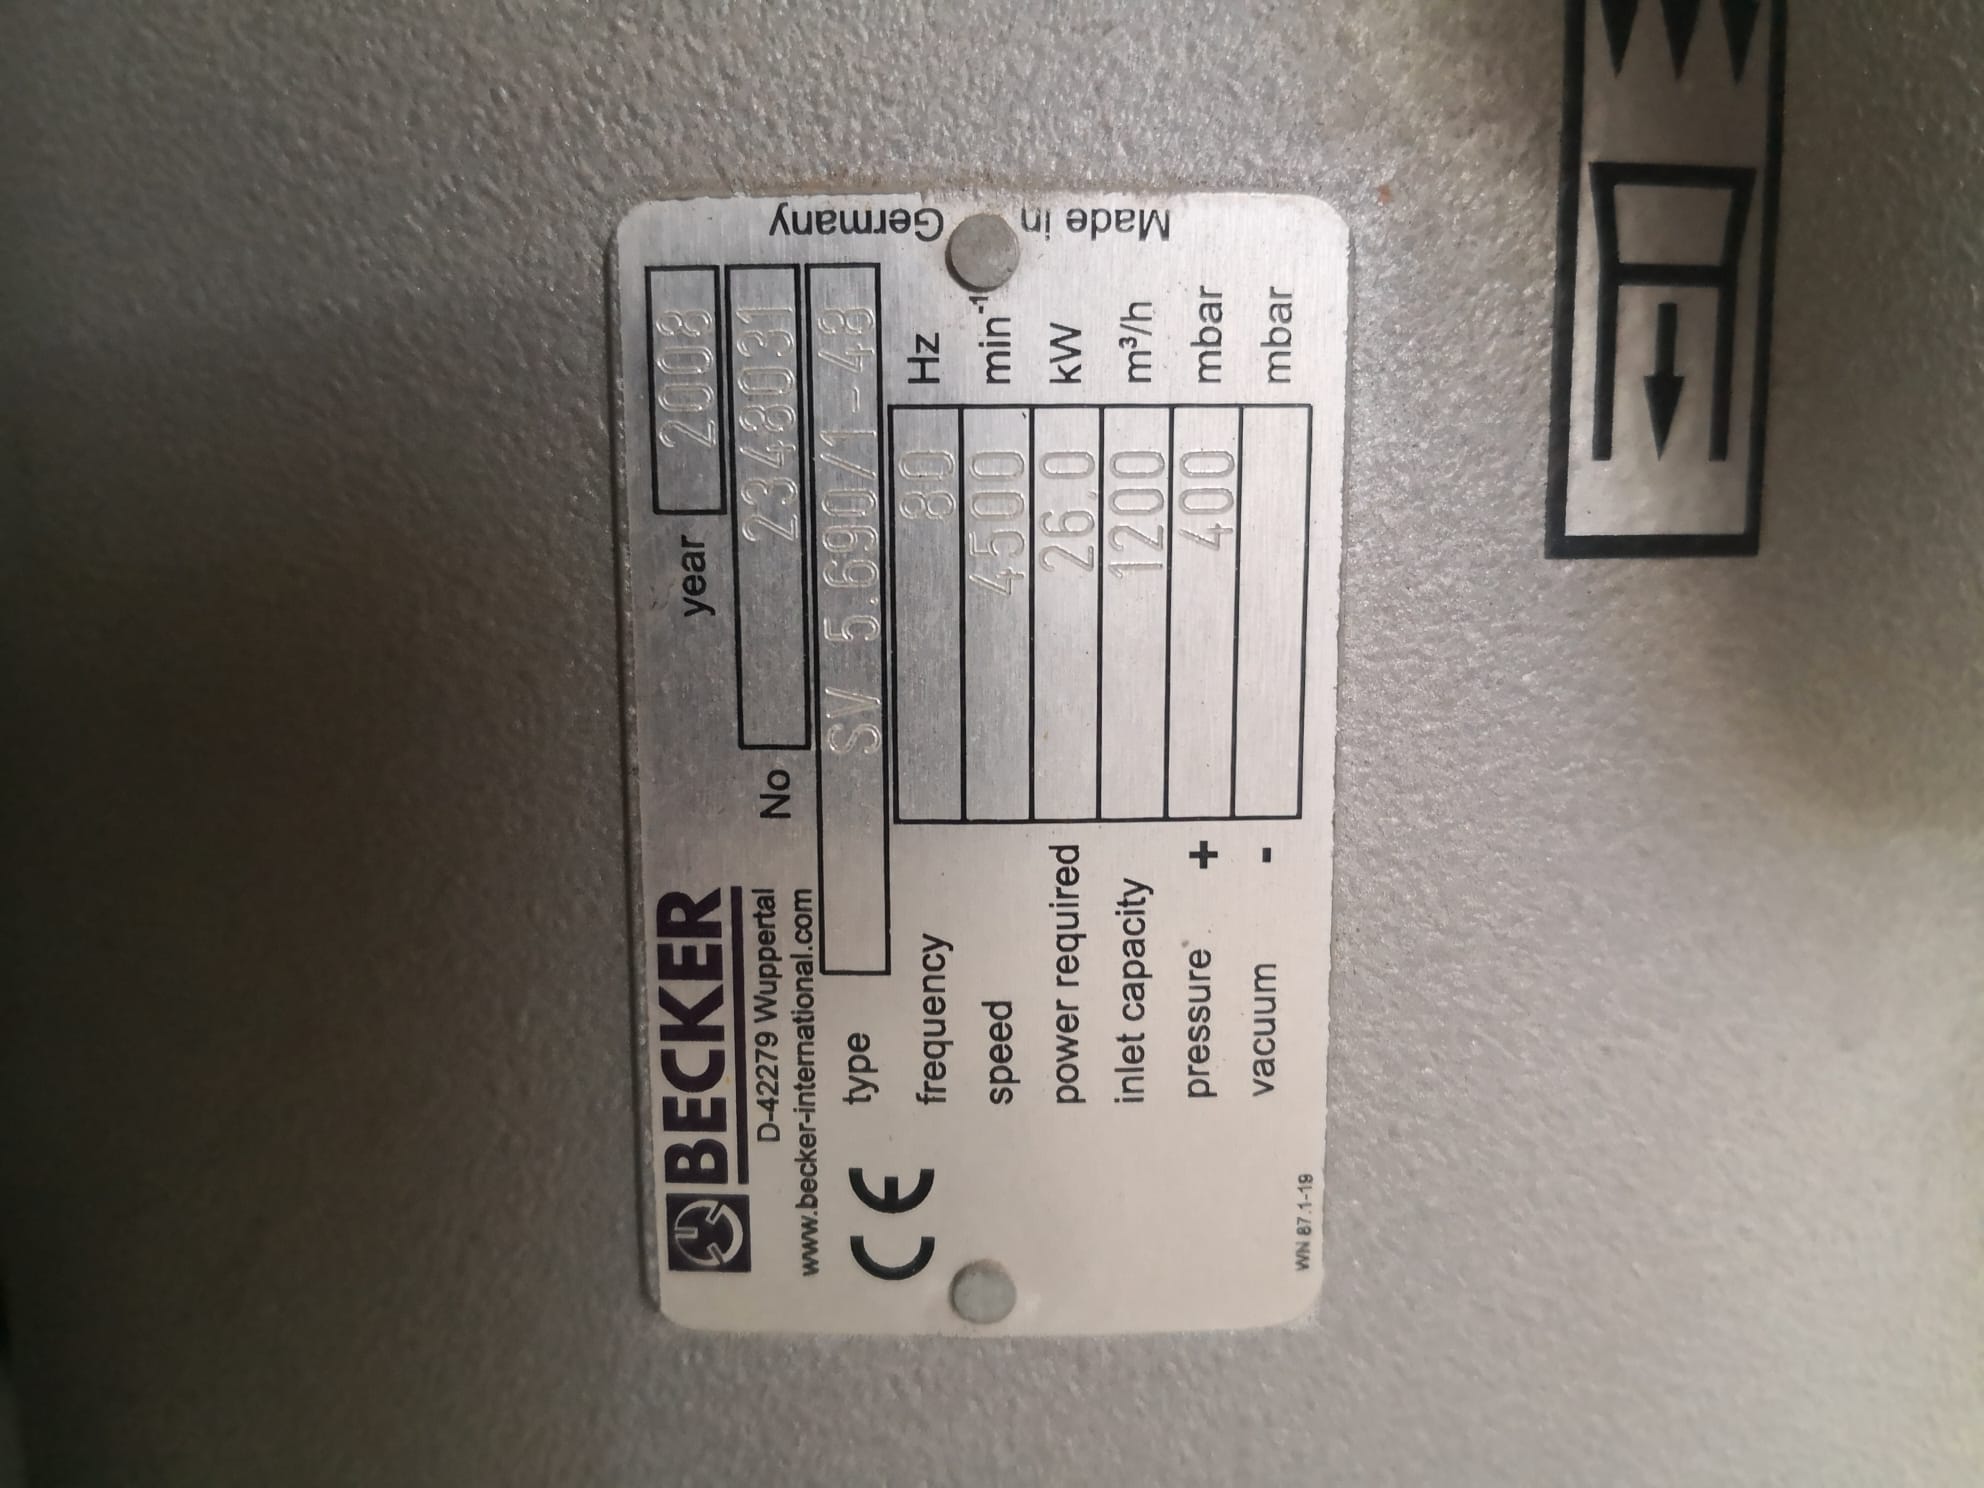 BECKER
year 2008
D-42279 Wuppertal
No 2348031
www.becker-international.com
type SV 5.690/1-43
CE
frequency 80 Hz
speed 4500 min⁻¹
power required 26.0 kW
inlet capacity 1200 m³/h
pressure + 400 mbar
vacuum - mbar
WN 87.1-19
Made in Germany